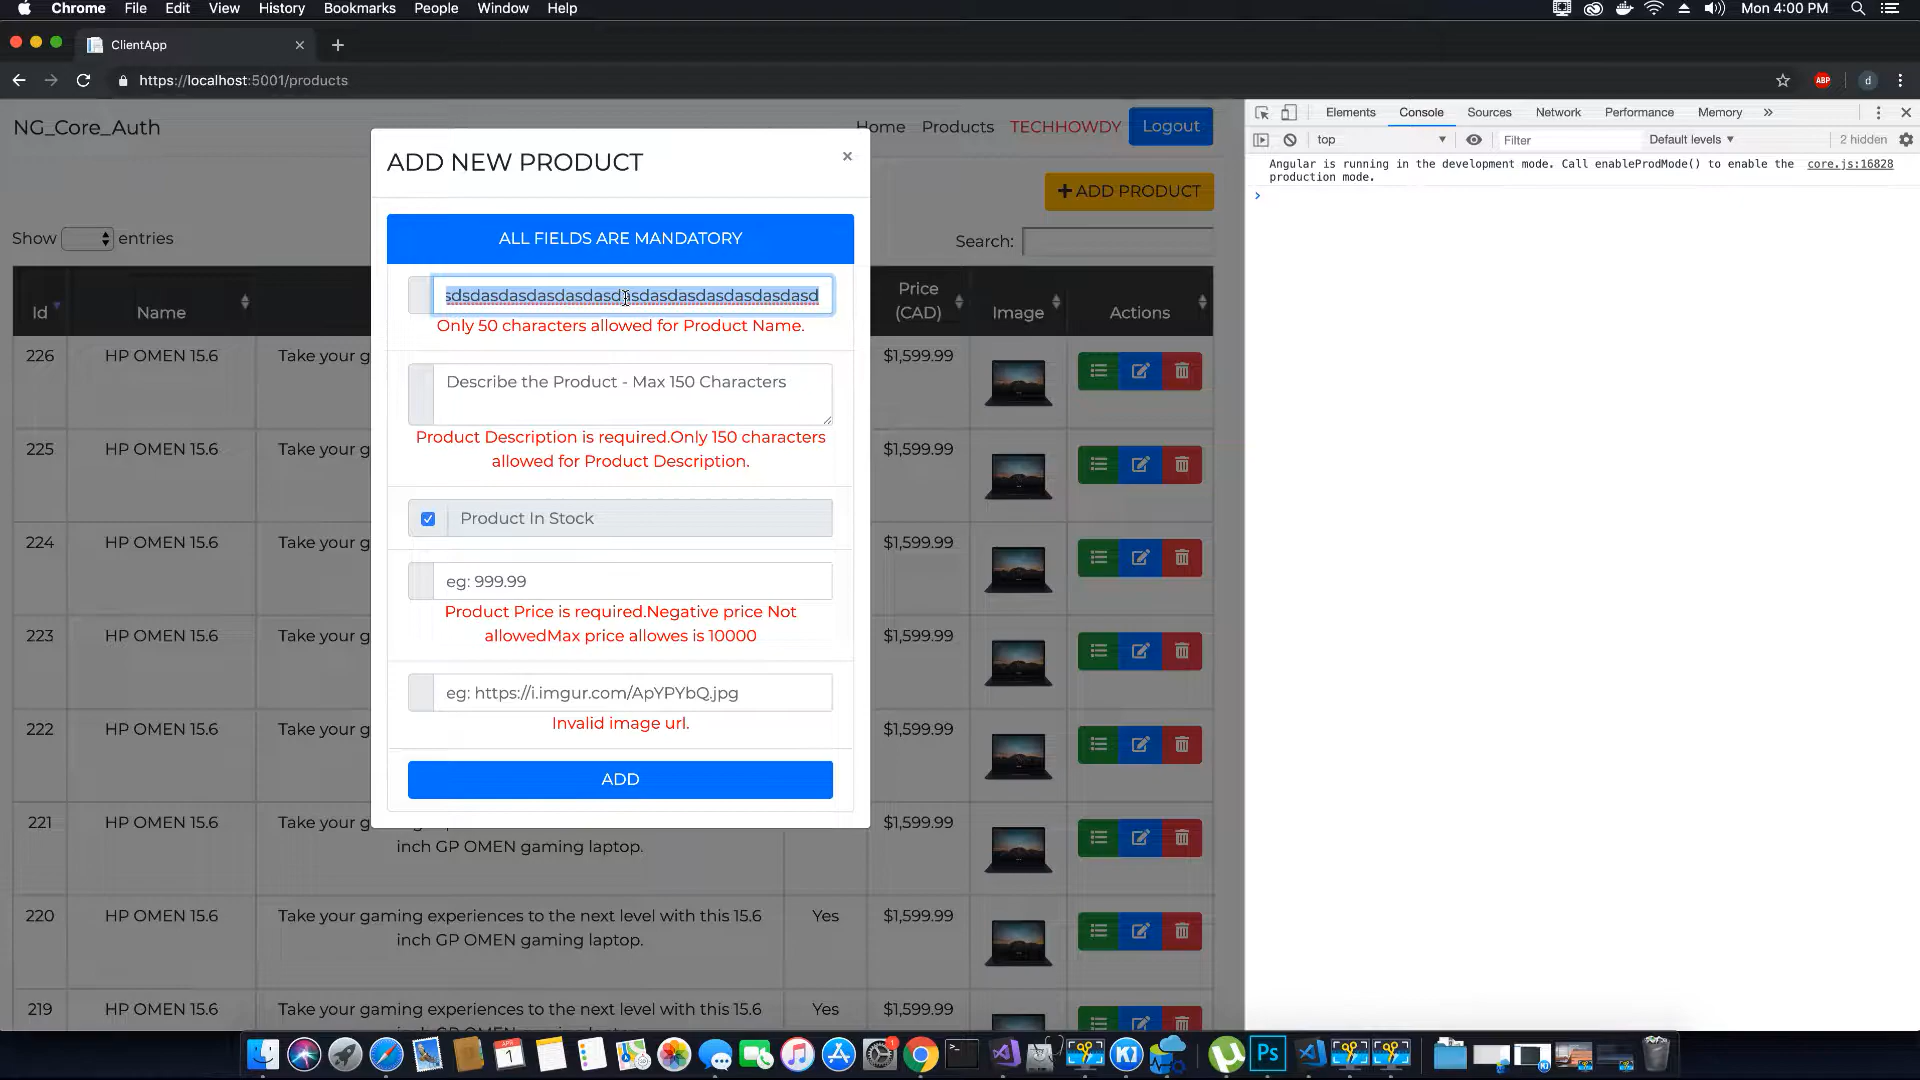 Chrome File Edit View History Bookmarks People Window Help Mon 4:00 PM
ClientApp
https://localhost:5001/products ABP d
NG_Core_Auth Home Products TECHHOWDY Logout
ADD PRODUCT
Show entries Search:
Id Name Price (CAD) Image Actions
226 HP OMEN 15.6 Take your g $1,599.99
225 HP OMEN 15.6 Take your g $1,599.99
224 HP OMEN 15.6 Take your g $1,599.99
223 HP OMEN 15.6 Take your g $1,599.99
222 HP OMEN 15.6 Take your g $1,599.99
221 HP OMEN 15.6 Take your g $1,599.99
inch GP OMEN gaming laptop.
220 HP OMEN 15.6 Take your gaming experiences to the next level with this 15.6 Yes $1,599.99
inch GP OMEN gaming laptop.
219 HP OMEN 15.6 Take your gaming experiences to the next level with this 15.6 Yes $1,599.99
ADD NEW PRODUCT ×
ALL FIELDS ARE MANDATORY
sdsdasdasdasdasdasdasdasdasdasdasdasdasd
Only 50 characters allowed for Product Name.
Describe the Product - Max 150 Characters
Product Description is required.Only 150 characters
allowed for Product Description.
Product In Stock
eg: 999.99
Product Price is required.Negative price Not
allowedMax price allowes is 10000
eg: https://i.imgur.com/ApYPYbQ.jpg
Invalid image url.
ADD
Elements Console Sources Network Performance Memory
top Filter Default levels 2 hidden
Angular is running in the development mode. Call enableProdMode() to enable the core.js:16828
production mode.
APR
1
1
Ps